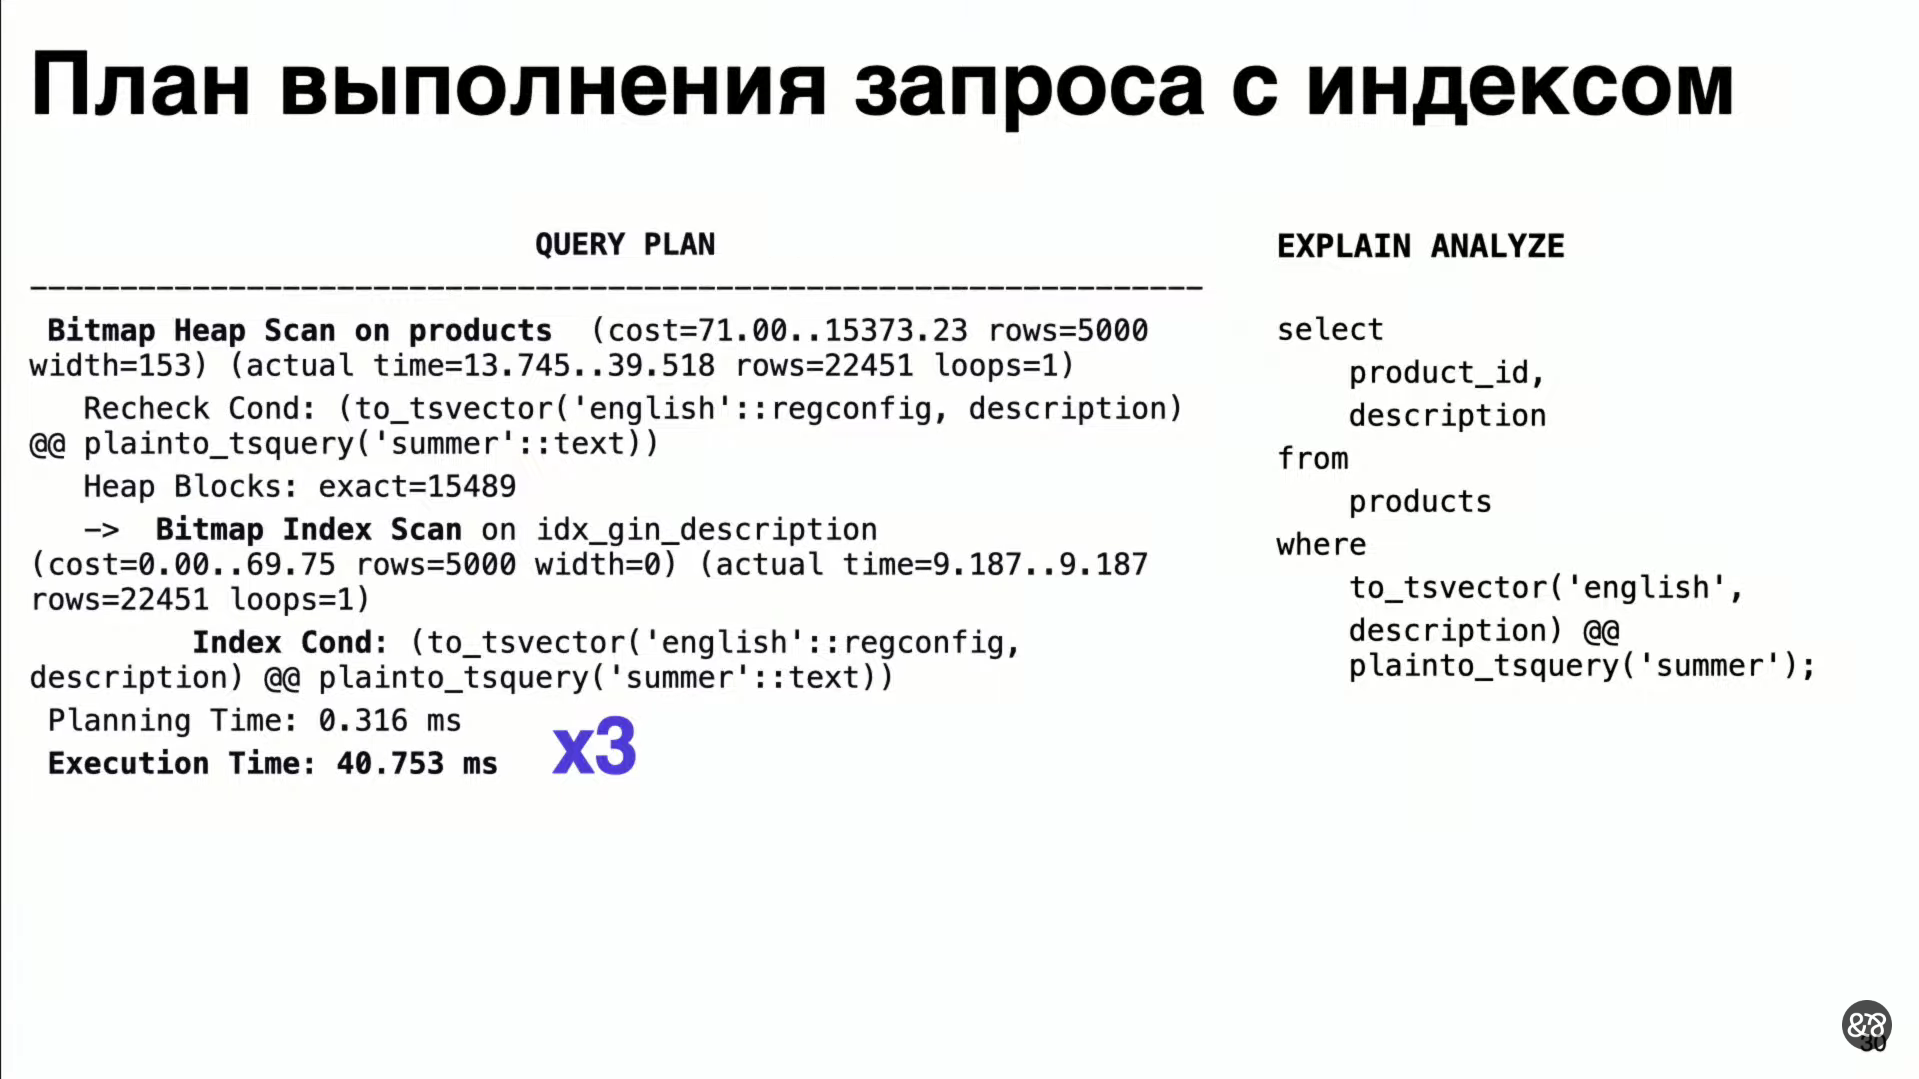 План выполнения запроса с индексом
QUERY PLAN
-----------------------------------------------------------------
Bitmap Heap Scan on products (cost=71.00..15373.23 rows=5000
width=153) (actual time=13.745..39.518 rows=22451 loops=1)
Recheck Cond: (to_tsvector('english'::regconfig, description)
@@ plainto_tsquery('summer'::text))
Heap Blocks: exact=15489
-> Bitmap Index Scan on idx_gin_description
(cost=0.00..69.75 rows=5000 width=0) (actual time=9.187..9.187
rows=22451 loops=1)
Index Cond: (to_tsvector('english'::regconfig,
description) @@ plainto_tsquery('summer'::text))
Planning Time: 0.316 ms
Execution Time: 40.753 ms
x3
EXPLAIN ANALYZE
select
product_id,
description
from
products
where
to_tsvector('english',
description) @@
plainto_tsquery('summer');
30